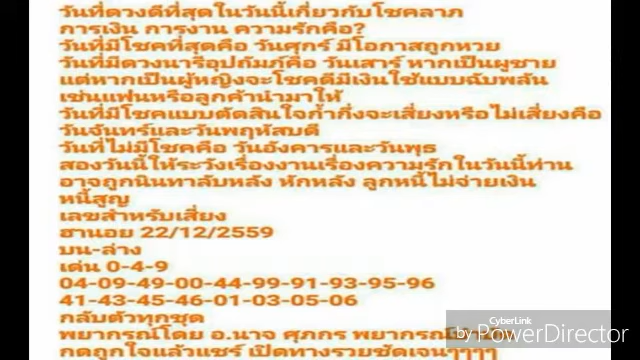 วันที่ดวงดีที่สุดในวันนี้เกี่ยวกับโชคลาภ
การเงิน การงาน ความรักคือ?
วันที่มีโชคที่สุดคือ วันศุกร์ มีโอกาสถูกหวย
วันที่มีดวงนารีอุปถัมภ์คือ วันเสาร์ หากเป็นผู้ชาย
แต่หากเป็นผู้หญิงจะโชคดีมีเงินใช้แบบฉับพลัน
เช่นแฟนหรือลูกค้านำมาให้
วันที่มีโชคแบบตัดสินใจก้ำกึ่งจะเสี่ยงหรือไม่เสี่ยงคือ
วันจันทร์และวันพฤหัสบดี
วันที่ไม่มีโชคคือ วันอังคารและวันพุธ
สองวันนี้ให้ระวังเรื่องงานเรื่องความรักในวันนี้ท่าน
อาจถูกนินทาลับหลัง หักหลัง ลูกหนี้ไม่จ่ายเงิน
หนี้สูญ
เลขสำหรับเสี่ยง
ฮานอย 22/12/2559
บน-ล่าง
เด่น 0-4-9
04-09-49-00-44-99-91-93-95-96
41-43-45-46-01-03-05-06
กลับตัวทุกชุด
พยากรณ์โดย อ.นาจ ศุภกร พยากรณ์
กดถูกใจแล้วแชร์ เปิดทางรวยชัดเจนๆๆๆๆ
CyberLink
by PowerDirector